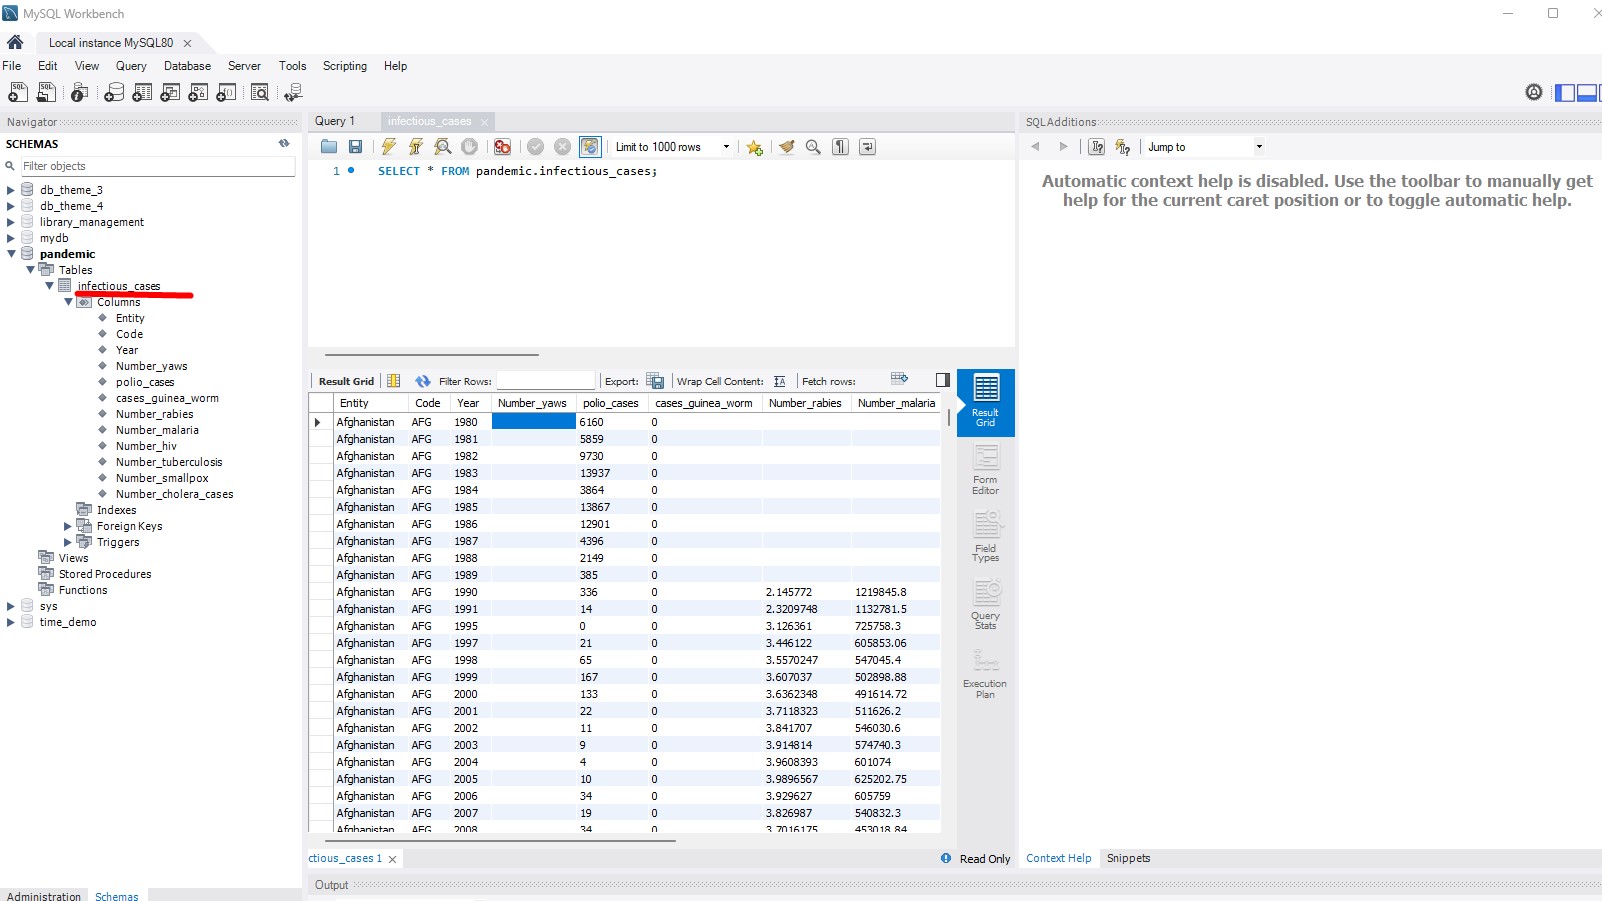 MySQL Workbench
Local instance MySQL80
File Edit View Query Database Server Tools Scripting Help
Navigator
SCHEMAS
Filter objects
db_theme_3
db_theme_4
library_management
mydb
pandemic
Tables
infectious_cases
Columns
Entity
Code
Year
Number_yaws
polio_cases
cases_guinea_worm
Number_rabies
Number_malaria
Number_hiv
Number_tuberculosis
Number_smallpox
Number_cholera_cases
Indexes
Foreign Keys
Triggers
Views
Stored Procedures
Functions
sys
time_demo
Administration Schemas
Query 1 infectious_cases
Limit to 1000 rows
1 SELECT * FROM pandemic.infectious_cases;
Result Grid Filter Rows: Export: Wrap Cell Content: Fetch rows:
Entity Code Year Number_yaws polio_cases cases_guinea_worm Number_rabies Number_malaria
Afghanistan AFG 1980 6160 0
Afghanistan AFG 1981 5859 0
Afghanistan AFG 1982 9730 0
Afghanistan AFG 1983 13937 0
Afghanistan AFG 1984 3864 0
Afghanistan AFG 1985 13867 0
Afghanistan AFG 1986 12901 0
Afghanistan AFG 1987 4396 0
Afghanistan AFG 1988 2149 0
Afghanistan AFG 1989 385 0
Afghanistan AFG 1990 336 0 2.145772 1219845.8
Afghanistan AFG 1991 14 0 2.3209748 1132781.5
Afghanistan AFG 1995 0 0 3.126361 725758.3
Afghanistan AFG 1997 21 0 3.446122 605853.06
Afghanistan AFG 1998 65 0 3.5570247 547045.4
Afghanistan AFG 1999 167 0 3.607037 502898.88
Afghanistan AFG 2000 133 0 3.6362348 491614.72
Afghanistan AFG 2001 22 0 3.7118323 511626.2
Afghanistan AFG 2002 11 0 3.841707 546030.6
Afghanistan AFG 2003 9 0 3.914814 574740.3
Afghanistan AFG 2004 4 0 3.9608393 601074
Afghanistan AFG 2005 10 0 3.9896567 625202.75
Afghanistan AFG 2006 34 0 3.929627 605759
Afghanistan AFG 2007 19 0 3.826987 540832.3
Afghanistan AFG 2008 34 0 3.7016175 453018.84
Result
Grid
Form
Editor
Field
Types
Query
Stats
Execution
Plan
ctious_cases 1
Read Only
Output
SQLAdditions
Jump to
Automatic context help is disabled. Use the toolbar to manually get
help for the current caret position or to toggle automatic help.
Context Help Snippets